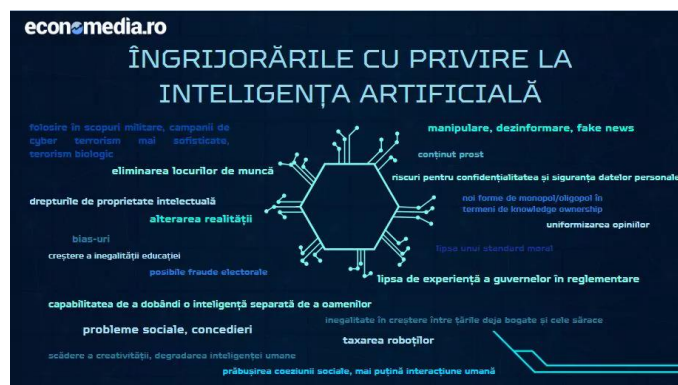 economedia.ro
ÎNGRIJORĂRILE CU PRIVIRE LA
INTELIGENȚA ARTIFICIALĂ
folosire în scopuri militare, campanii de
cyber terrorism mai sofisticate,
terorism biologic
manipulare, dezinformare, fake news
conținut prost
eliminarea locurilor de muncă
riscuri pentru confidențialitatea și siguranța datelor personale
drepturile de proprietate intelectuală
noi forme de monopol/oligopol în
termeni de knowledge ownership
alterarea realității
uniformizarea opiniilor
bias-uri
lipsa unui standard moral
creștere a inegalității educației
posibile fraude electorale
lipsa de experiență a guvernelor în reglementare
capabilitatea de a dobândi o inteligență separată de a oamenilor
inegalitate în creștere între țările deja bogate și cele sărace
probleme sociale, concedieri
taxarea roboților
scădere a creativității, degradarea inteligenței umane
prăbușirea coeziunii sociale, mai puțină interacțiune umană